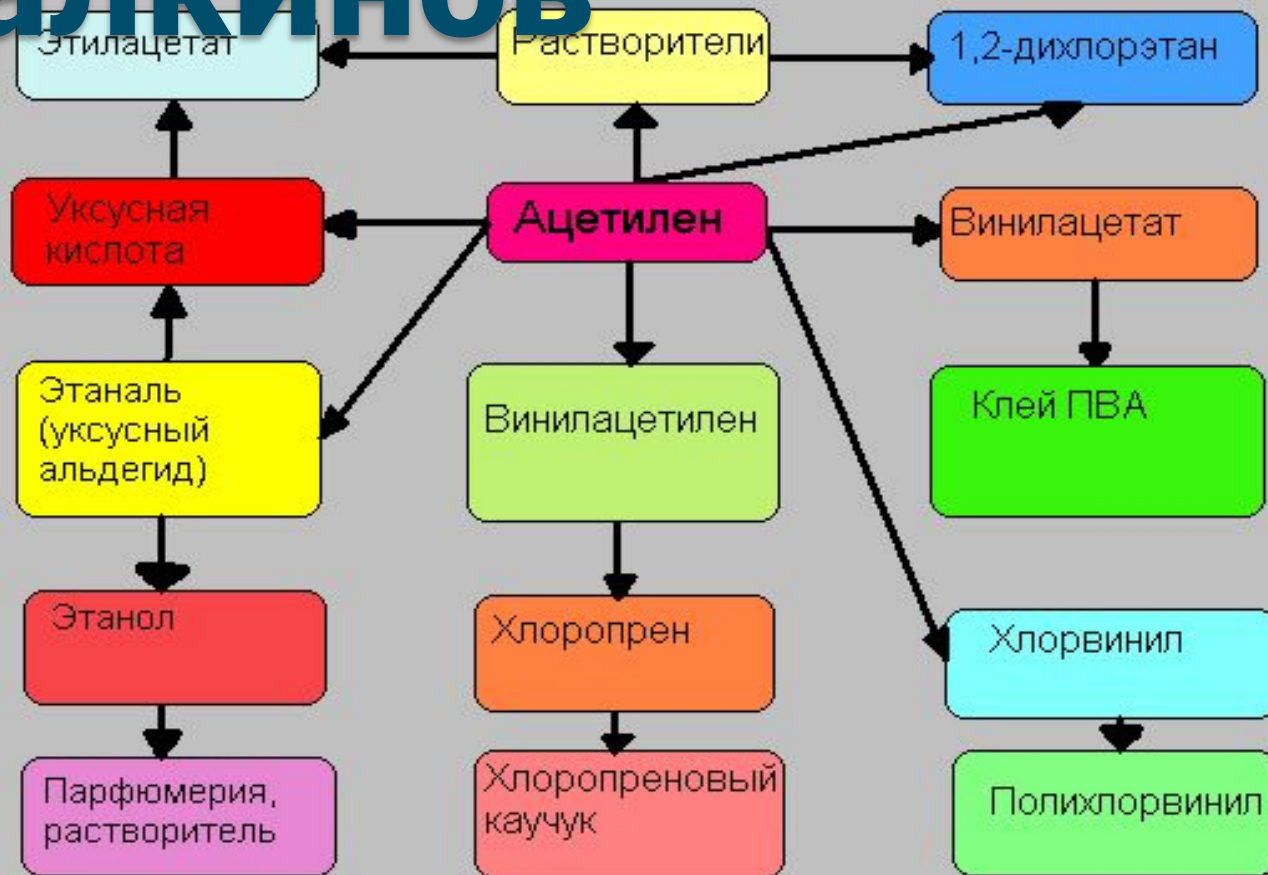 алкинов
Этилацетат
Растворители
1,2-дихлорэтан
Уксусная
кислота
Ацетилен
Винилацетат
Этаналь
(уксусный
альдегид)
Винилацетилен
Клей ПВА
Этанол
Хлоропрен
Хлорвинил
Парфюмерия,
растворитель
Хлоропреновый
каучук
Полихлорвинил